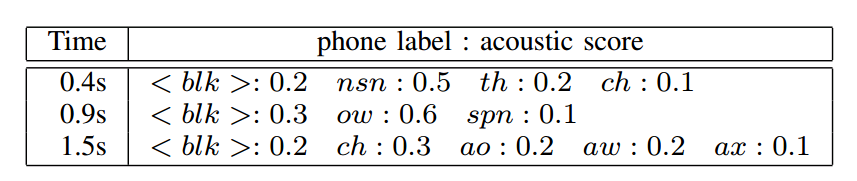 Time phone label : acoustic score
0.4s < blk >: 0.2 nsn : 0.5 th : 0.2 ch : 0.1
0.9s < blk >: 0.3 ow : 0.6 spn : 0.1
1.5s < blk >: 0.2 ch : 0.3 ao : 0.2 aw : 0.2 ax : 0.1